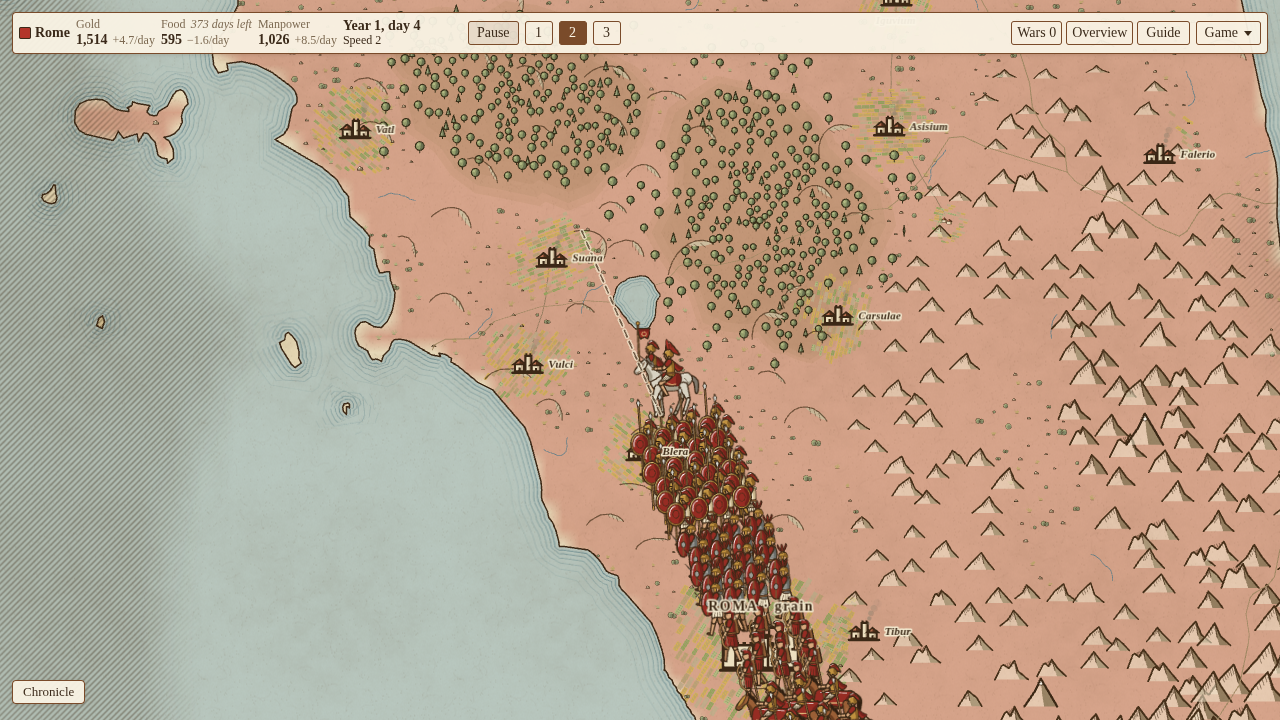 Rome
Gold
1,514 +4.7/day
Food 373 days left
595 −1.6/day
Manpower
1,026 +8.5/day
Year 1, day 4
Speed 2
Pause
1
2
3
Wars 0
Overview
Guide
Game
Vatl
Asisium
Falerio
Suana
Carsulae
Vulci
Blera
ROMA · grain
Tibur
Chronicle